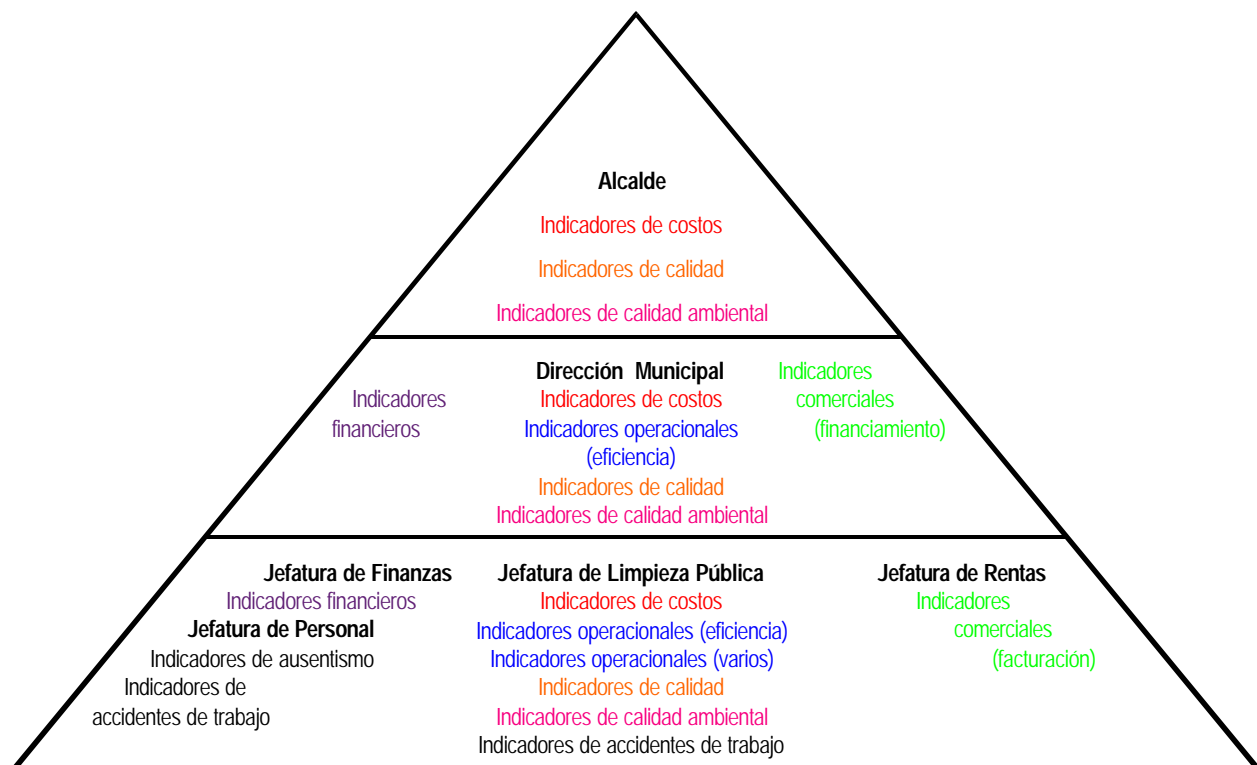 Alcalde
Indicadores de costos
Indicadores de calidad
Indicadores de calidad ambiental
Indicadores
financieros
Dirección Municipal
Indicadores de costos
Indicadores operacionales
(eficiencia)
Indicadores de calidad
Indicadores de calidad ambiental
Indicadores
comerciales
(financiamiento)
Jefatura de Finanzas
Indicadores financieros
Jefatura de Personal
Indicadores de ausentismo
Indicadores de
accidentes de trabajo
Jefatura de Limpieza Pública
Indicadores de costos
Indicadores operacionales (eficiencia)
Indicadores operacionales (varios)
Indicadores de calidad
Indicadores de calidad ambiental
Indicadores de accidentes de trabajo
Jefatura de Rentas
Indicadores
comerciales
(facturación)